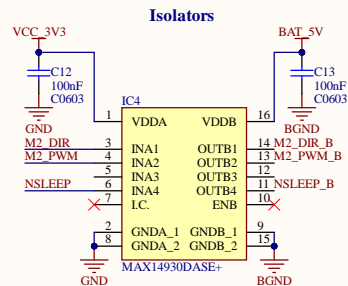 Isolators
VCC_3V3
BAT_5V
C12
100nF
C0603
C13
100nF
C0603
GND
BGND
IC4
1 VDDA VDDB 16
M2_DIR 3 INA1 OUTB1 14 M2_DIR_B
M2_PWM 4 INA2 OUTB2 13 M2_PWM_B
5 INA3 OUTB3 12
NSLEEP 6 INA4 OUTB4 11 NSLEEP_B
7 I.C. ENB 10
2 GNDA_1 GNDB_1 9
8 GNDA_2 GNDB_2 15
MAX14930DASE+
GND
BGND